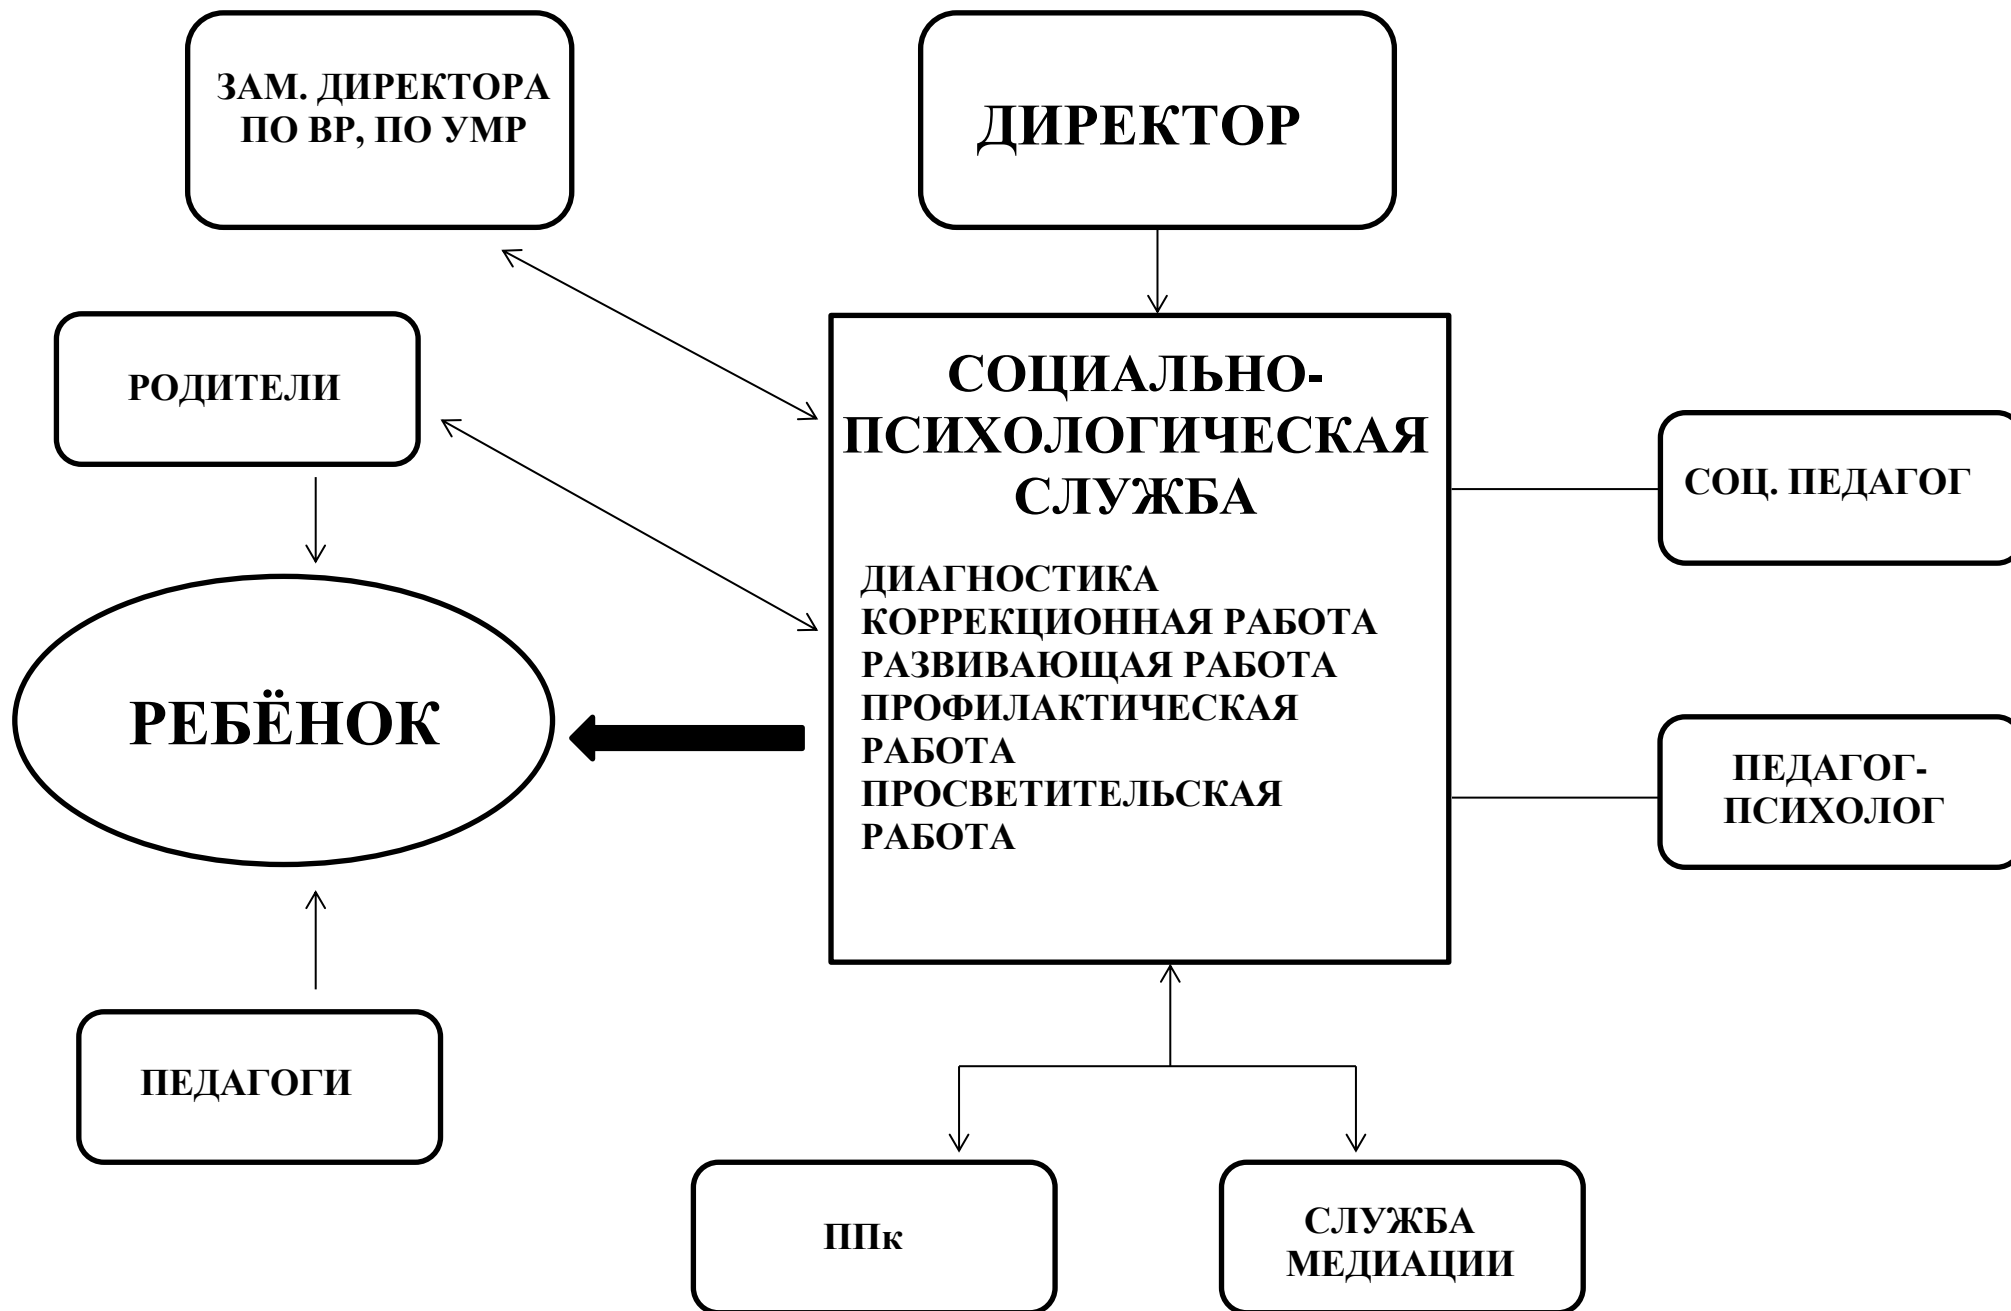 ЗАМ. ДИРЕКТОРА
ПО ВР, ПО УМР
ДИРЕКТОР
РОДИТЕЛИ
СОЦИАЛЬНО-
ПСИХОЛОГИЧЕСКАЯ
СЛУЖБА
ДИАГНОСТИКА
КОРРЕКЦИОННАЯ РАБОТА
РАЗВИВАЮЩАЯ РАБОТА
ПРОФИЛАКТИЧЕСКАЯ
РАБОТА
ПРОСВЕТИТЕЛЬСКАЯ
РАБОТА
СОЦ. ПЕДАГОГ
РЕБЁНОК
ПЕДАГОГ-
ПСИХОЛОГ
ПЕДАГОГИ
ППк
СЛУЖБА
МЕДИАЦИИ